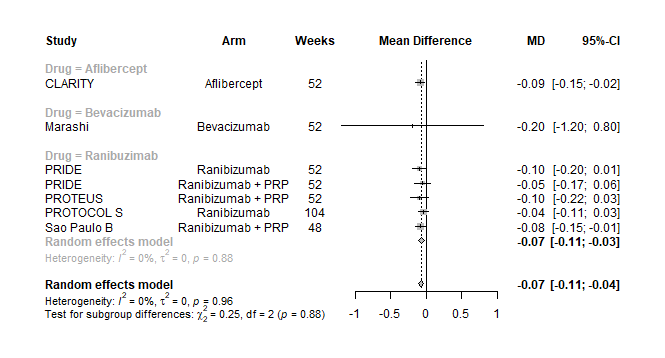 Study Arm Weeks Mean Difference MD 95%-CI
Drug = Aflibercept
CLARITY Aflibercept 52 -0.09 [-0.15; -0.02]
Drug = Bevacizumab
Marashi Bevacizumab 52 -0.20 [-1.20; 0.80]
Drug = Ranibuzimab
PRIDE Ranibizumab 52 -0.10 [-0.20; 0.01]
PRIDE Ranibizumab + PRP 52 -0.05 [-0.17; 0.06]
PROTEUS Ranibizumab + PRP 52 -0.10 [-0.22; 0.03]
PROTOCOL S Ranibizumab 104 -0.04 [-0.11; 0.03]
Sao Paulo B Ranibizumab + PRP 48 -0.08 [-0.15; -0.01]
Random effects model -0.07 [-0.11; -0.03]
Heterogeneity: I² = 0%, τ² = 0, p = 0.88
Random effects model -0.07 [-0.11; -0.04]
Heterogeneity: I² = 0%, τ² = 0, p = 0.96
Test for subgroup differences: χ²₂ = 0.25, df = 2 (p = 0.88)
-1 -0.5 0 0.5 1